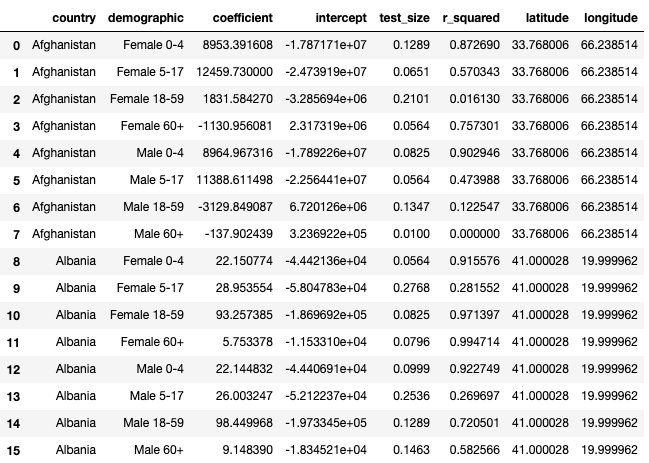 country demographic coefficient intercept test_size r_squared latitude longitude
0 Afghanistan Female 0-4 8953.391608 -1.787171e+07 0.1289 0.872690 33.768006 66.238514
1 Afghanistan Female 5-17 12459.730000 -2.473919e+07 0.0651 0.570343 33.768006 66.238514
2 Afghanistan Female 18-59 1831.584270 -3.285694e+06 0.2101 0.016130 33.768006 66.238514
3 Afghanistan Female 60+ -1130.956081 2.317319e+06 0.0564 0.757301 33.768006 66.238514
4 Afghanistan Male 0-4 8964.967316 -1.789226e+07 0.0825 0.902946 33.768006 66.238514
5 Afghanistan Male 5-17 11388.611498 -2.256441e+07 0.0564 0.473988 33.768006 66.238514
6 Afghanistan Male 18-59 -3129.849087 6.720126e+06 0.1347 0.122547 33.768006 66.238514
7 Afghanistan Male 60+ -137.902439 3.236922e+05 0.0100 0.000000 33.768006 66.238514
8 Albania Female 0-4 22.150774 -4.442136e+04 0.0564 0.915576 41.000028 19.999962
9 Albania Female 5-17 28.953554 -5.804783e+04 0.2768 0.281552 41.000028 19.999962
10 Albania Female 18-59 93.257385 -1.869692e+05 0.0825 0.971397 41.000028 19.999962
11 Albania Female 60+ 5.753378 -1.153310e+04 0.0796 0.994714 41.000028 19.999962
12 Albania Male 0-4 22.144832 -4.440691e+04 0.0999 0.922749 41.000028 19.999962
13 Albania Male 5-17 26.003247 -5.212237e+04 0.2536 0.269697 41.000028 19.999962
14 Albania Male 18-59 98.449968 -1.973345e+05 0.1289 0.720501 41.000028 19.999962
15 Albania Male 60+ 9.148390 -1.834521e+04 0.1463 0.582566 41.000028 19.999962